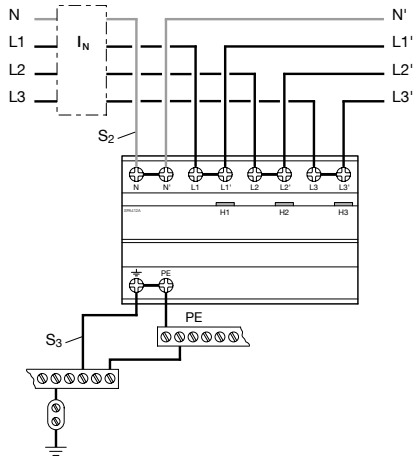 N N'
L1 I_N L1'
L2 L2'
L3 L3'
S2
N N' L1 L1' L2 L2' L3 L3'
H1 H2 H3
PE
PE
S3